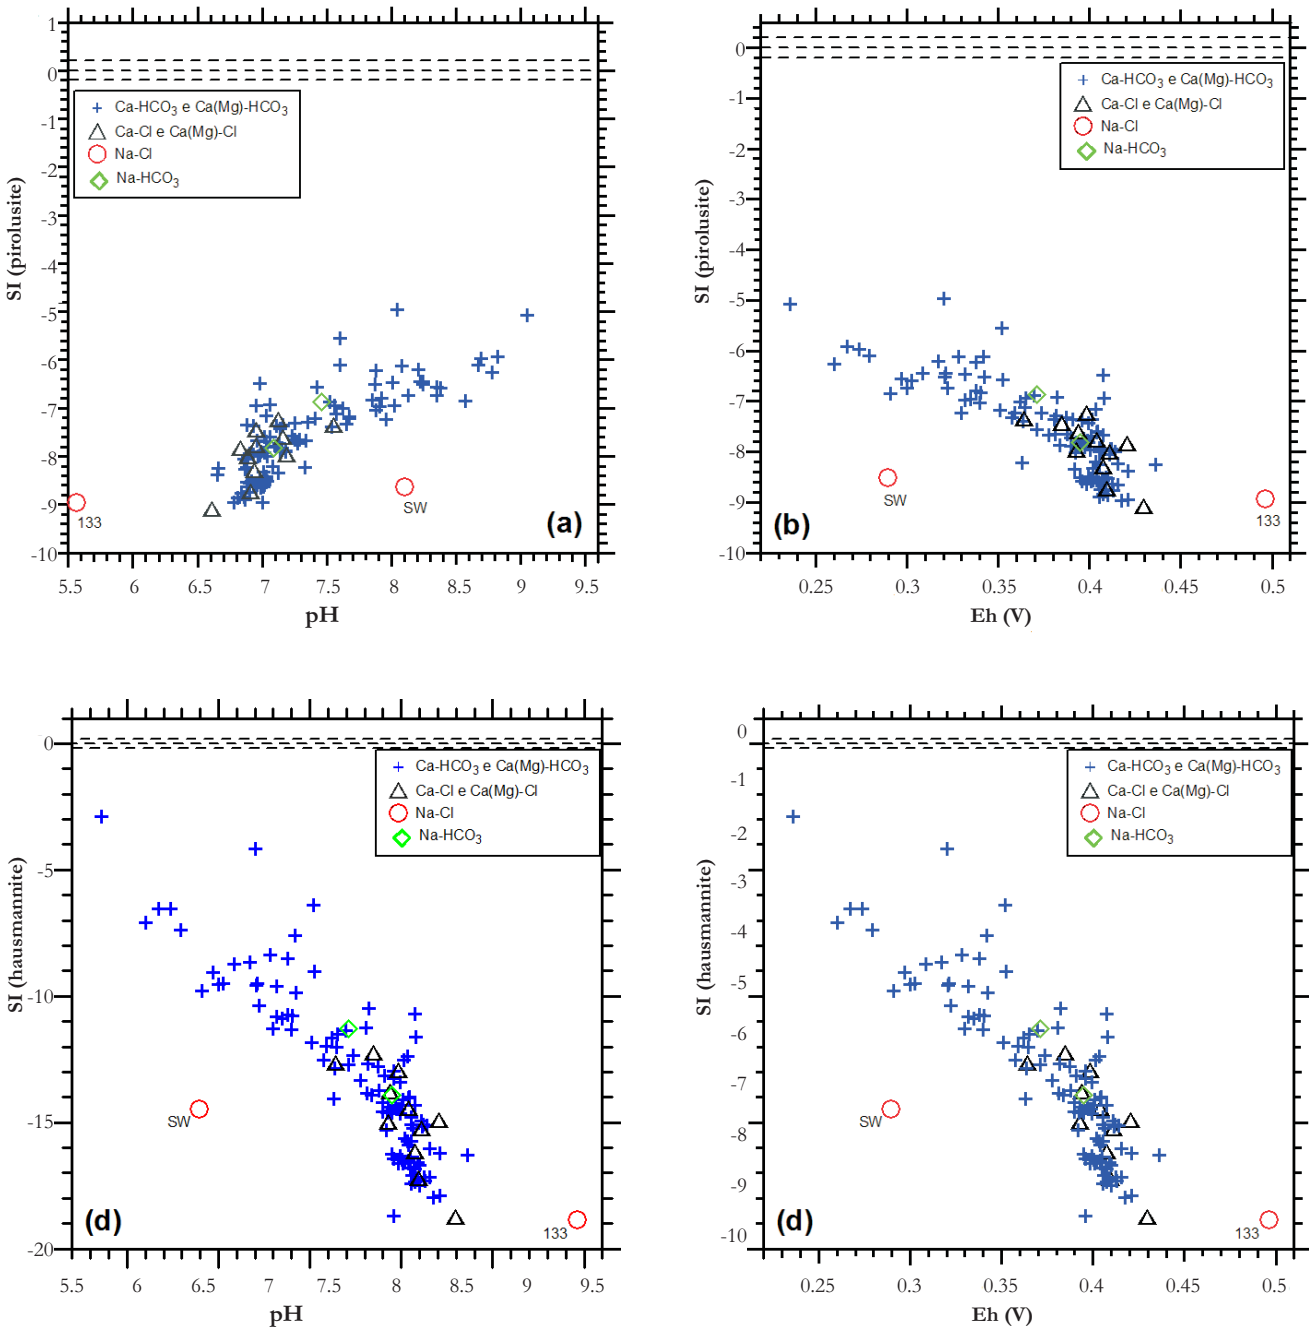 1
0
-1
-2
-3
-4
-5
-6
-7
-8
-9
-10
SI (pirolusite)
Ca-HCO3 e Ca(Mg)-HCO3
Ca-Cl e Ca(Mg)-Cl
Na-Cl
Na-HCO3
133
SW
(a)
5.5 6 6.5 7 7.5 8 8.5 9 9.5
pH
0
-1
-2
-3
-4
-5
-6
-7
-8
-9
-10
SI (pirolusite)
Ca-HCO3 e Ca(Mg)-HCO3
Ca-Cl e Ca(Mg)-Cl
Na-Cl
Na-HCO3
SW
133
(b)
0.25 0.3 0.35 0.4 0.45 0.5
Eh (V)
0
-5
-10
-15
-20
SI (hausmannite)
Ca-HCO3 e Ca(Mg)-HCO3
Ca-Cl e Ca(Mg)-Cl
Na-Cl
Na-HCO3
SW
133
(d)
5.5 6 6.5 7 7.5 8 8.5 9 9.5
pH
0
-1
-2
-3
-4
-5
-6
-7
-8
-9
-10
SI (hausmannite)
Ca-HCO3 e Ca(Mg)-HCO3
Ca-Cl e Ca(Mg)-Cl
Na-Cl
Na-HCO3
SW
133
(d)
0.25 0.3 0.35 0.4 0.45 0.5
Eh (V)